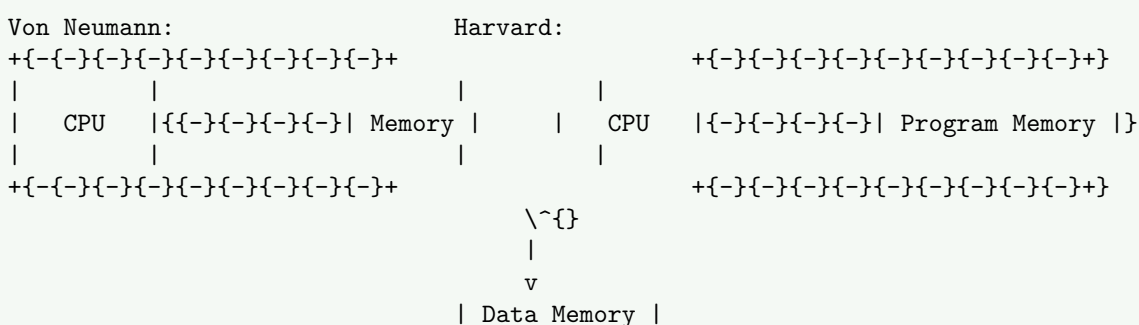 Von Neumann:                    Harvard:
+{-{-}{-}{-}{-}{-}{-}{-}{-}+                +{-}{-}{-}{-}{-}{-}{-}{-}{-}+}
|         |                    |         |
|   CPU   |{{-}{-}{-}{-}| Memory |     |   CPU   |{-}{-}{-}{-}| Program Memory |}
|         |                    |         |
+{-{-}{-}{-}{-}{-}{-}{-}{-}+                +{-}{-}{-}{-}{-}{-}{-}{-}{-}+}
\^{}
|
v
| Data Memory |